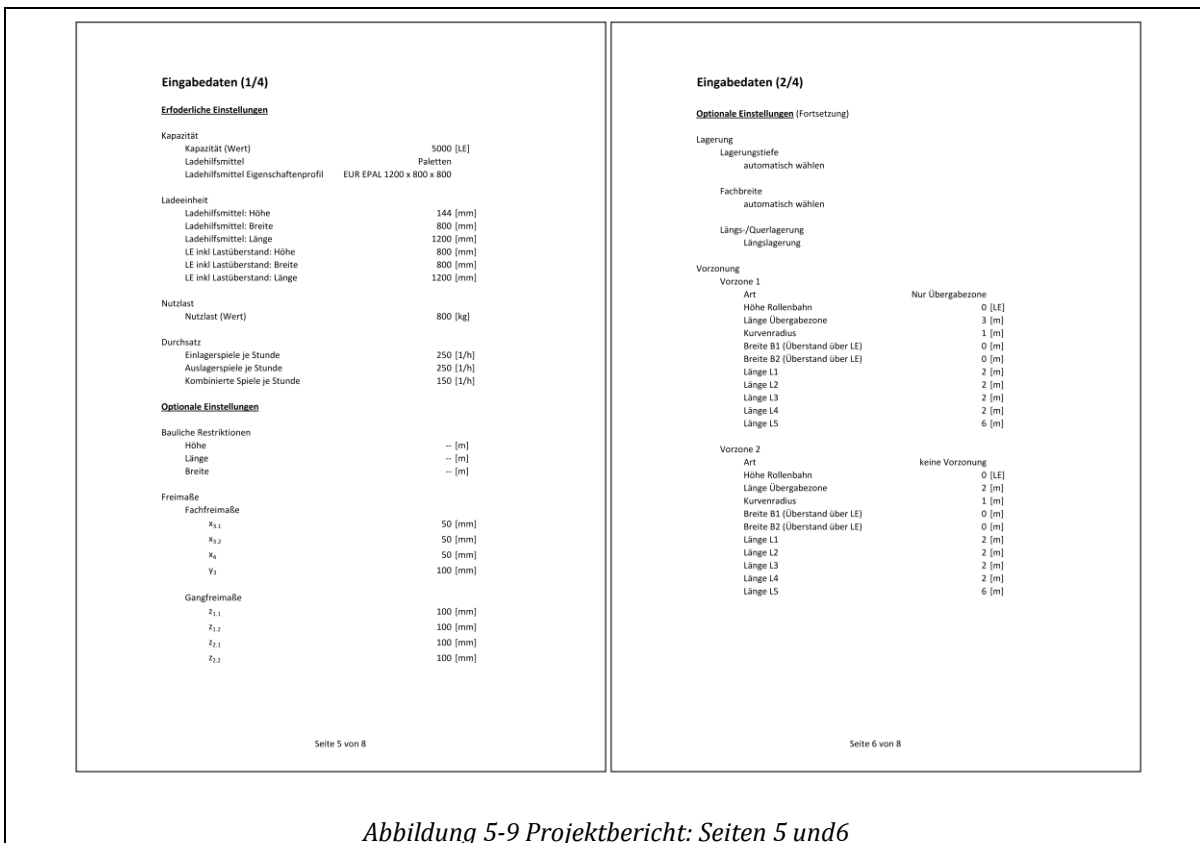 Eingabedaten (1/4)
Erfoderliche Einstellungen
Kapazität
Kapazität (Wert) 5000 [LE]
Ladehilfsmittel Paletten
Ladehilfsmittel Eigenschaftenprofil EUR EPAL 1200 x 800 x 800
Ladeeinheit
Ladehilfsmittel: Höhe 144 [mm]
Ladehilfsmittel: Breite 800 [mm]
Ladehilfsmittel: Länge 1200 [mm]
LE inkl Lastüberstand: Höhe 800 [mm]
LE inkl Lastüberstand: Breite 800 [mm]
LE inkl Lastüberstand: Länge 1200 [mm]
Nutzlast
Nutzlast (Wert) 800 [kg]
Durchsatz
Einlagerspiele je Stunde 250 [1/h]
Auslagerspiele je Stunde 250 [1/h]
Kombinierte Spiele je Stunde 150 [1/h]
Optionale Einstellungen
Bauliche Restriktionen
Höhe -- [m]
Länge -- [m]
Breite -- [m]
Freimaße
Fachfreimaße
x3.1 50 [mm]
x3.2 50 [mm]
x4 50 [mm]
y3 100 [mm]
Gangfreimaße
z1.1 100 [mm]
z1.2 100 [mm]
z2.1 100 [mm]
z2.2 100 [mm]
Seite 5 von 8
Eingabedaten (2/4)
Optionale Einstellungen (Fortsetzung)
Lagerung
Lagerungstiefe
automatisch wählen
Fachbreite
automatisch wählen
Längs-/Querlagerung
Längslagerung
Vorzonung
Vorzone 1
Art Nur Übergabezone
Höhe Rollenbahn 0 [LE]
Länge Übergabezone 3 [m]
Kurvenradius 1 [m]
Breite B1 (Überstand über LE) 0 [m]
Breite B2 (Überstand über LE) 0 [m]
Länge L1 2 [m]
Länge L2 2 [m]
Länge L3 2 [m]
Länge L4 2 [m]
Länge L5 6 [m]
Vorzone 2
Art keine Vorzonung
Höhe Rollenbahn 0 [LE]
Länge Übergabezone 2 [m]
Kurvenradius 1 [m]
Breite B1 (Überstand über LE) 0 [m]
Breite B2 (Überstand über LE) 0 [m]
Länge L1 2 [m]
Länge L2 2 [m]
Länge L3 2 [m]
Länge L4 2 [m]
Länge L5 6 [m]
Seite 6 von 8
Abbildung 5-9 Projektbericht: Seiten 5 und6